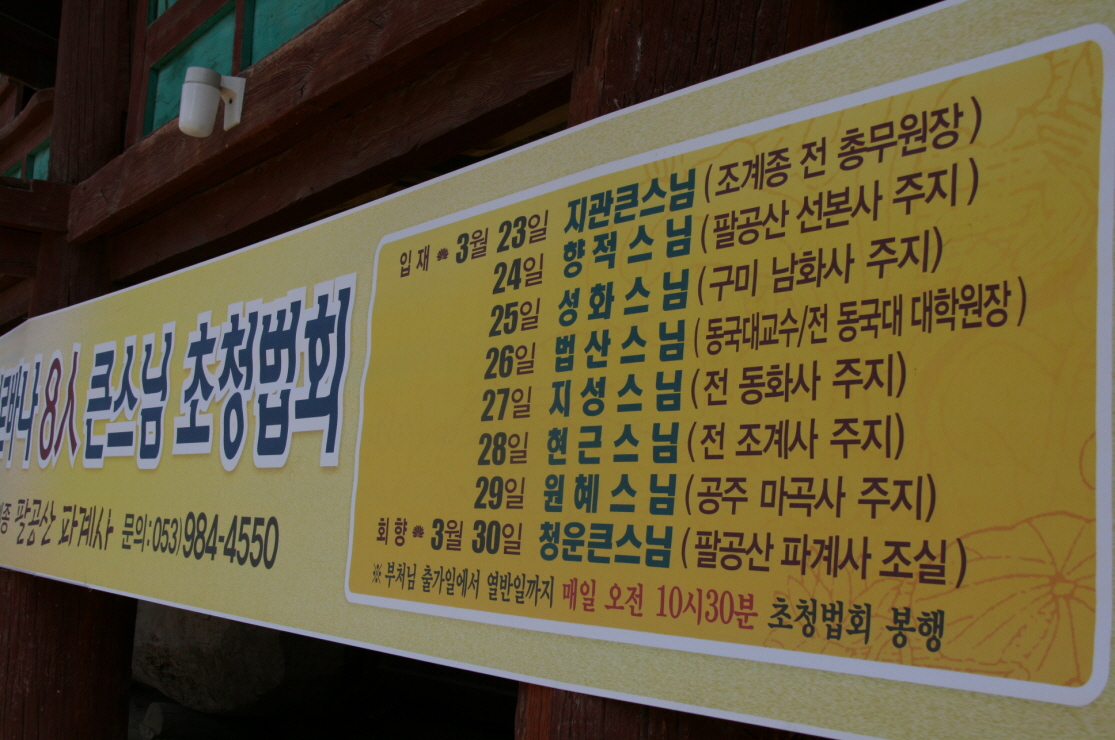 8人 큰스님 초청법회
팔공산 파계사 문의: 053)984-4550
입재 3월 23일 지관큰스님 (조계종 전 총무원장)
24일 향적스님 (팔공산 선본사 주지)
25일 성화스님 (구미 남화사 주지)
26일 법산스님 (동국대교수/전 동국대 대학원장)
27일 지성스님 (전 동화사 주지)
28일 현근스님 (전 조계사 주지)
29일 원혜스님 (공주 마곡사 주지)
회향 3월 30일 청운큰스님 (팔공산 파계사 조실)
※ 부처님 출가일에서 열반일까지 매일 오전 10시30분 초청법회 봉행